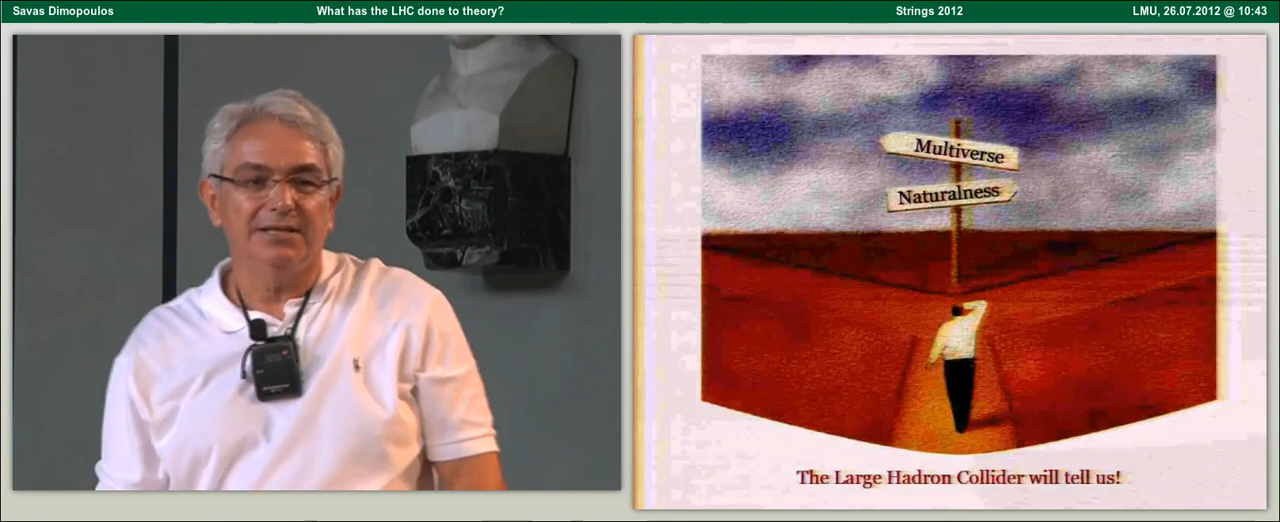 Savas Dimopoulos What has the LHC done to theory? Strings 2012 LMU, 26.07.2012 @ 10:43
Multiverse
Naturalness
The Large Hadron Collider will tell us!